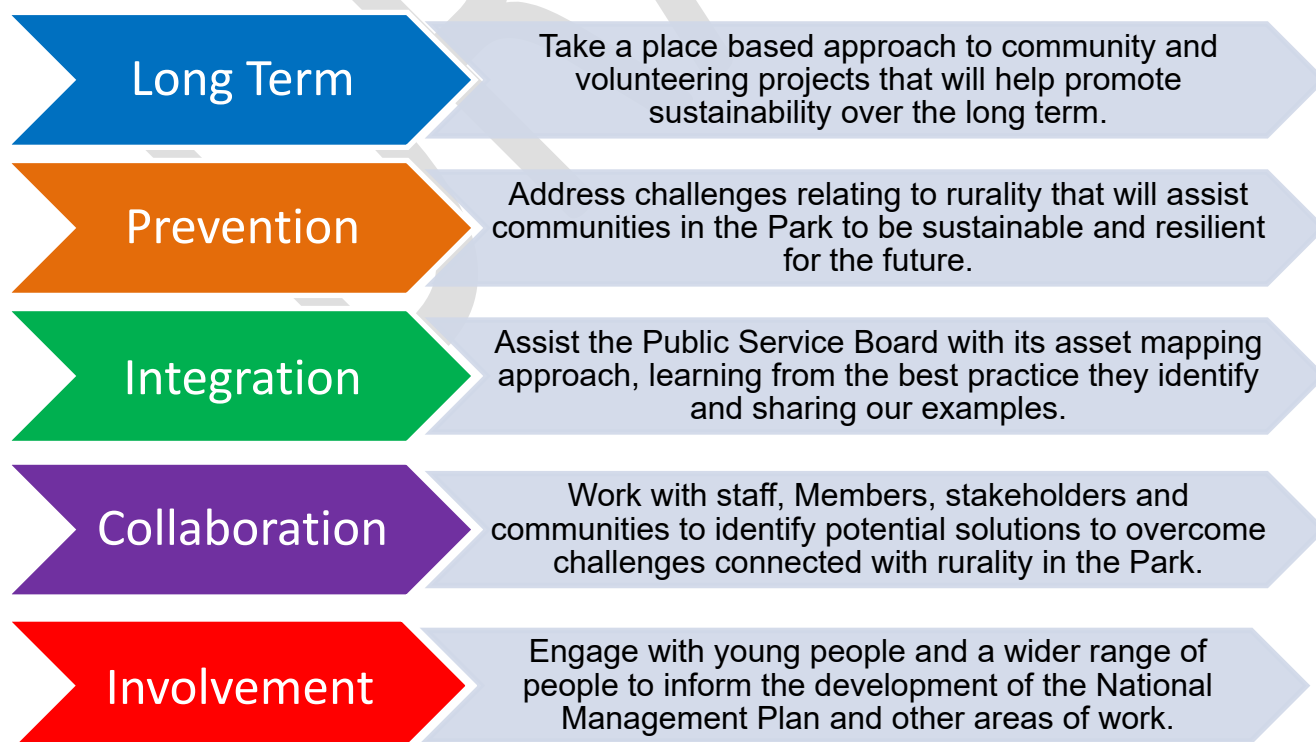 Long Term
Take a place based approach to community and
volunteering projects that will help promote
sustainability over the long term.
Prevention
Address challenges relating to rurality that will assist
communities in the Park to be sustainable and resilient
for the future.
Integration
Assist the Public Service Board with its asset mapping
approach, learning from the best practice they identify
and sharing our examples.
Collaboration
Work with staff, Members, stakeholders and
communities to identify potential solutions to overcome
challenges connected with rurality in the Park.
Involvement
Engage with young people and a wider range of
people to inform the development of the National
Management Plan and other areas of work.